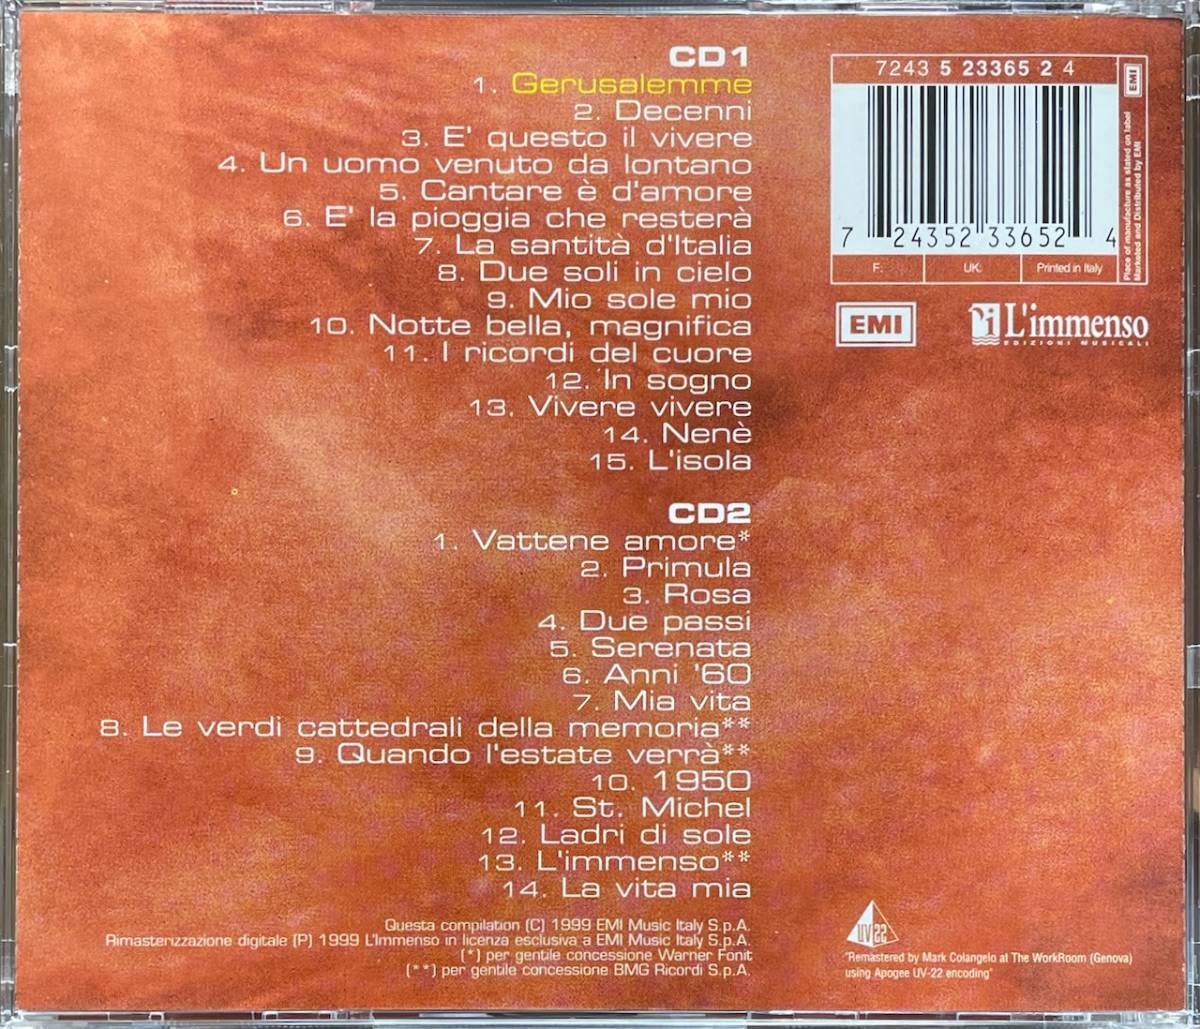 CD1
1. Gerusalemme
2. Decenni
3. E' questo il vivere
4. Un uomo venuto da lontano
5. Cantare è d'amore
6. E' la pioggia che resterà
7. La santità d'Italia
8. Due soli in cielo
9. Mio sole mio
10. Notte bella, magnifica
11. I ricordi del cuore
12. In sogno
13. Vivere vivere
14. Nenè
15. L'isola
CD2
1. Vattene amore*
2. Primula
3. Rosa
4. Due passi
5. Serenata
6. Anni '60
7. Mia vita
8. Le verdi cattedrali della memoria**
9. Quando l'estate verrà**
10. 1950
11. St. Michel
12. Ladri di sole
13. L'immenso**
14. La vita mia
Questa compilation (C) 1999 EMI Music Italy S.p.A.
Rimasterizzazione digitale (P) 1999 L'Immenso in licenza esclusiva a EMI Music Italy S.p.A.
(*) per gentile concessione Warner Fonit
(**) per gentile concessione BMG Ricordi S.p.A.
7243 5 23365 2 4
EMI
7 24352 33652 4
Place of manufacture as stated on label
Marketed and Distributed by EMI
F:
UK:
Printed in Italy
EMI
L'immenso
EDIZIONI MUSICALI
UV22
"Remastered by Mark Colangelo at The WorkRoom (Genova)
using Apogee UV-22 encoding"